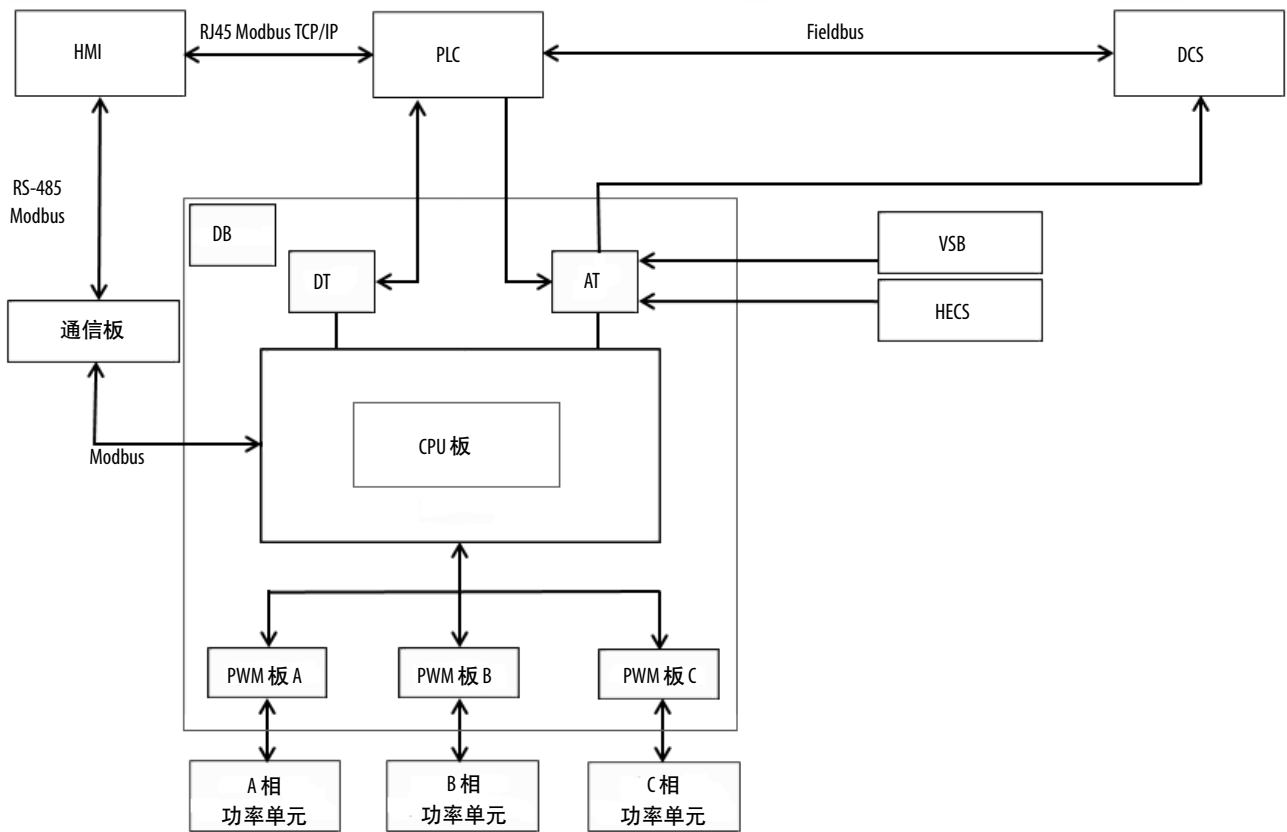 HMI
RJ45 Modbus TCP/IP
PLC
Fieldbus
DCS
RS-485
Modbus
DB
DT
AT
VSB
HECS
通信板
CPU 板
Modbus
PWM 板 A
PWM 板 B
PWM 板 C
A 相
功率单元
B 相
功率单元
C 相
功率单元